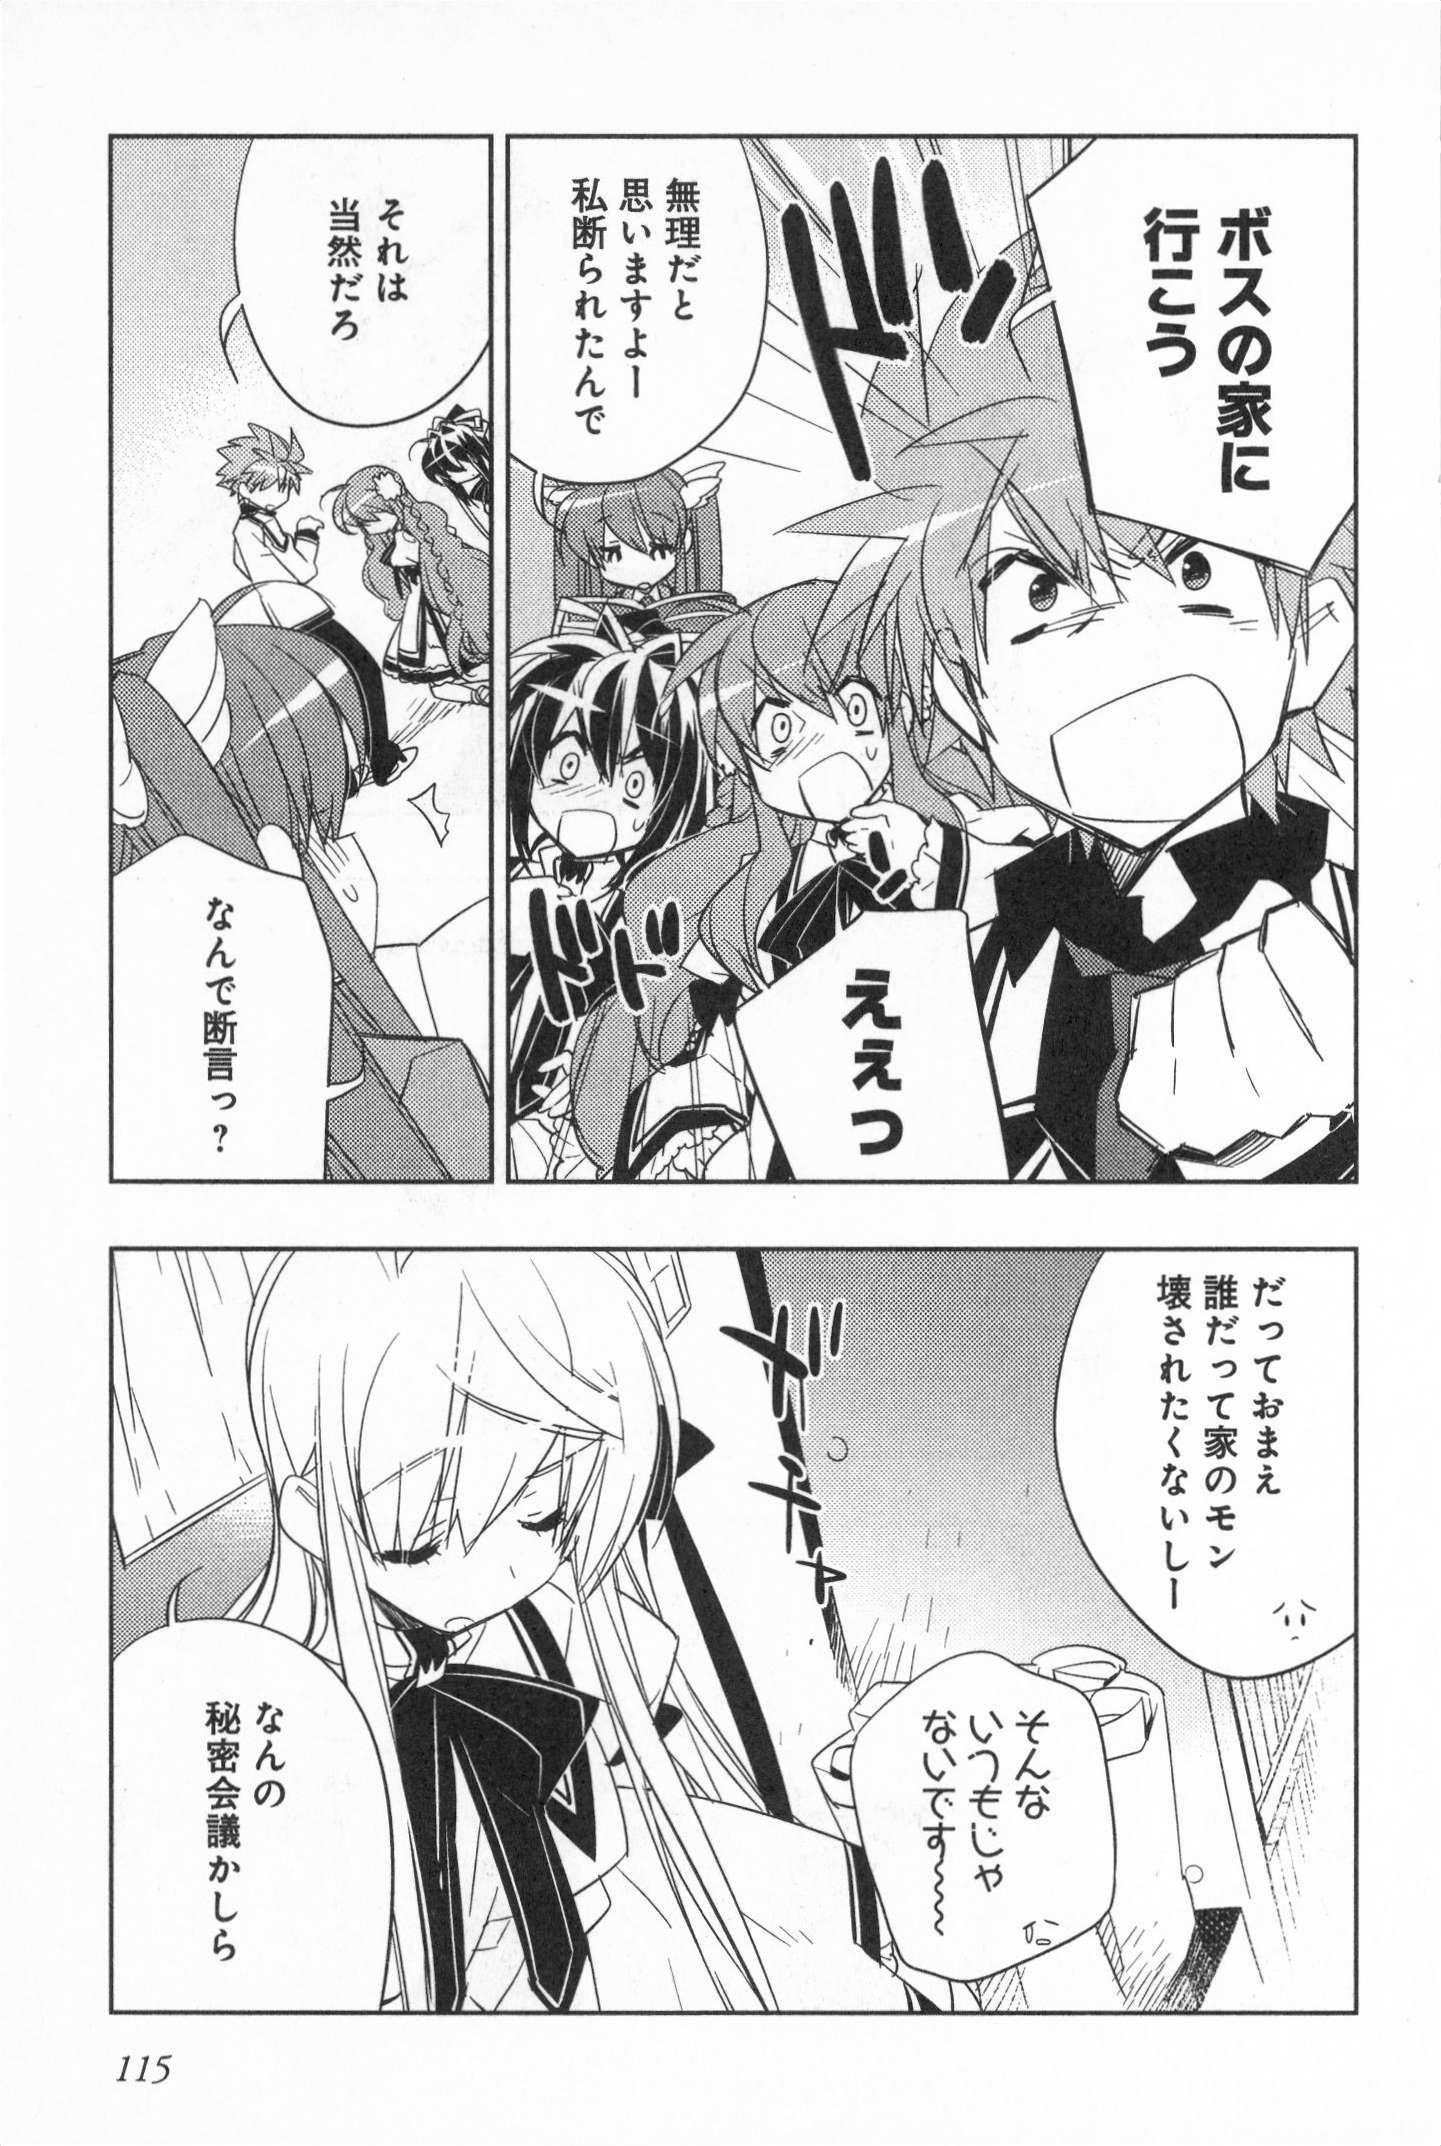 ボスの家に
行こう
ドドン
ええっ
ドドド
無理だと
思いますよー
私断られたんで
それは
当然だろ
なんで断言っ？
だっておまえ
誰だって家のモン
壊されたくないしー
そんな
いつもじゃ
ないです〜〜〜
なんの
秘密会議かしら
115